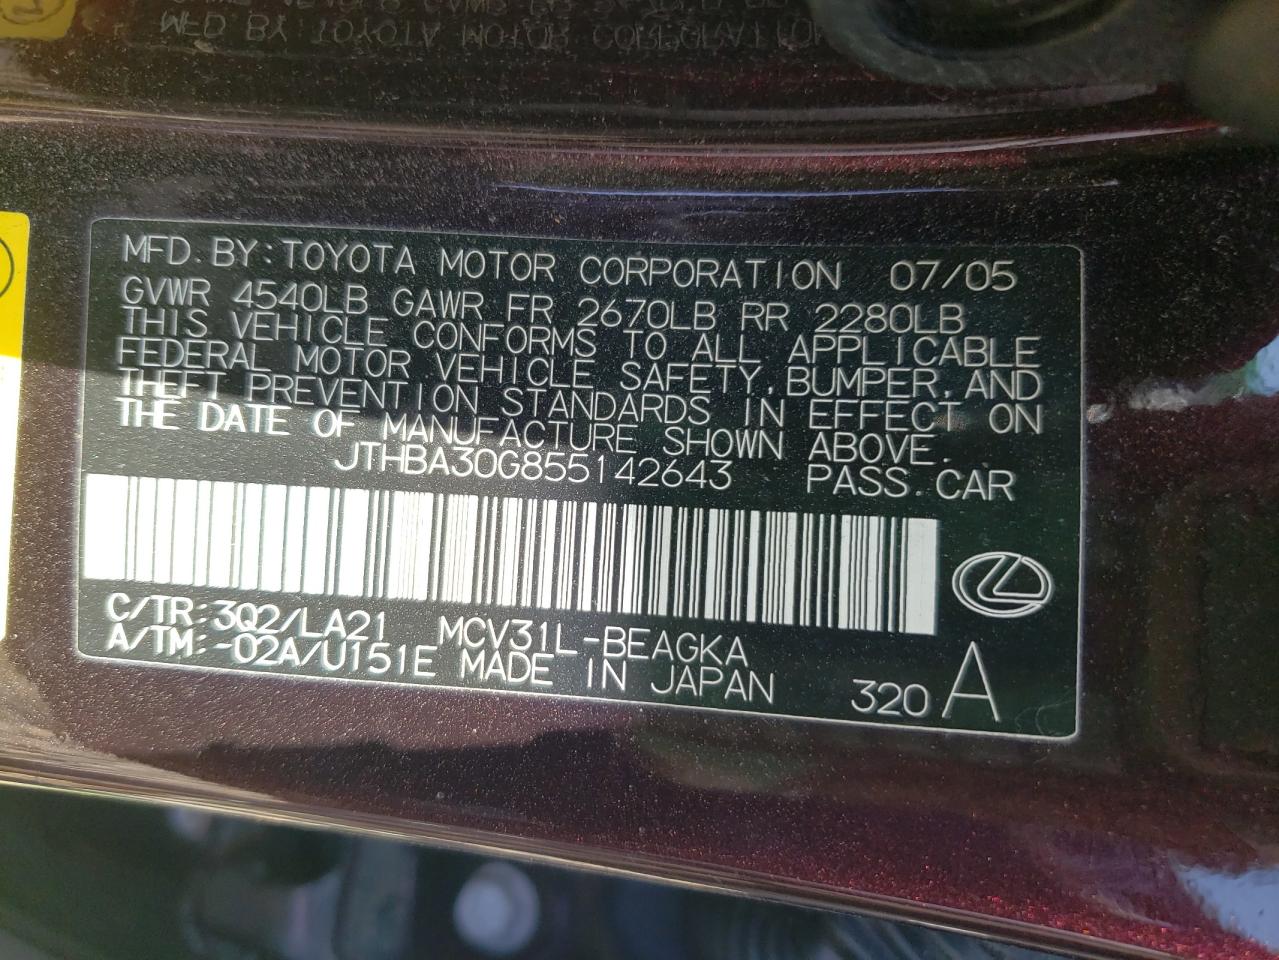 MFD. BY: TOYOTA MOTOR CORPORATION 07/05
GVWR 4540LB GAWR FR 2670LB RR 2280LB
THIS VEHICLE CONFORMS TO ALL APPLICABLE
FEDERAL MOTOR VEHICLE SAFETY, BUMPER, AND
THEFT PREVENTION STANDARDS IN EFFECT ON
THE DATE OF MANUFACTURE SHOWN ABOVE.
JTHBA30G855142643 PASS. CAR
C/TR: 3Q2/LA21 MCV31L-BEAGKA
A/TM: -02A/U151E MADE IN JAPAN
320 A